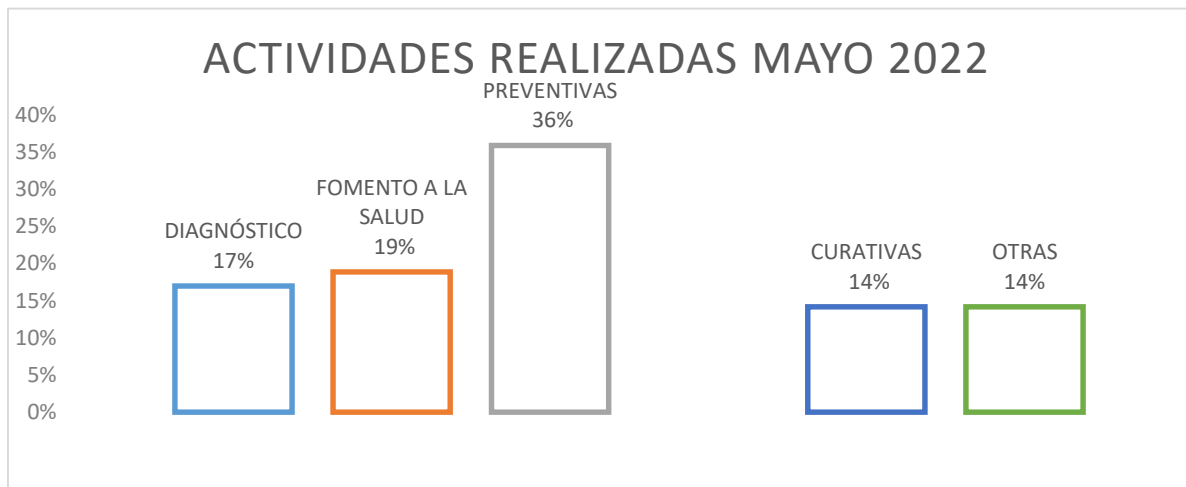 ACTIVIDADES REALIZADAS MAYO 2022
40%
35%
30%
25%
20%
15%
10%
5%
0%
DIAGNÓSTICO
17%
FOMENTO A LA
SALUD
19%
PREVENTIVAS
36%
CURATIVAS
14%
OTRAS
14%